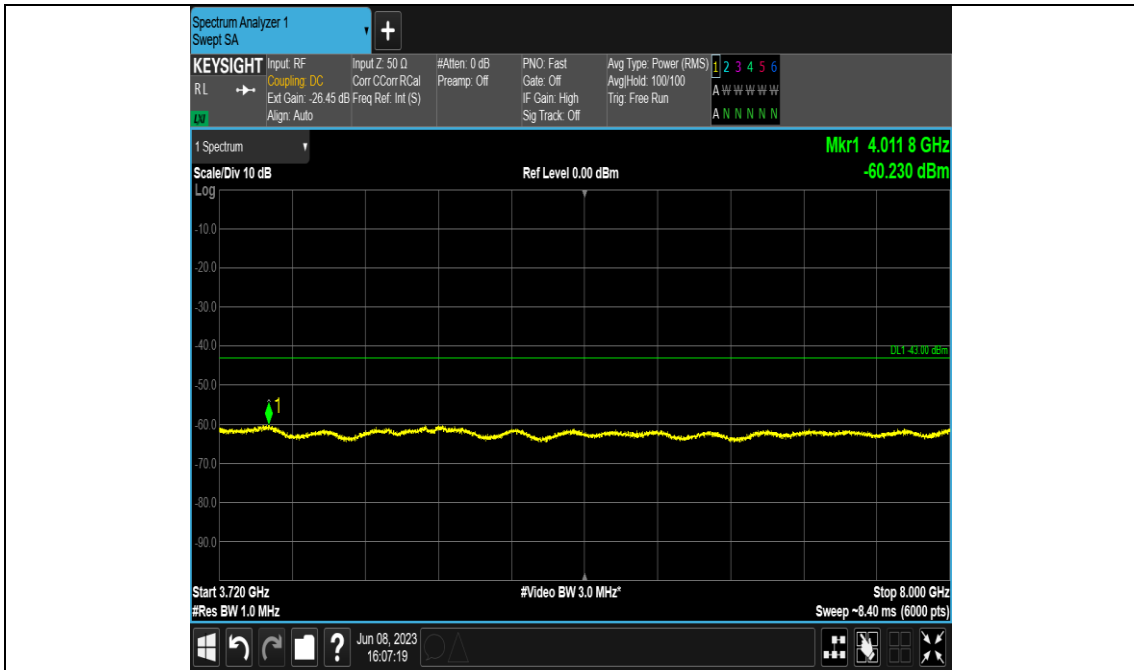 Spectrum Analyzer 1
Swept SA
+
KEYSIGHT
RL
LXI
Input: RF
Coupling: DC
Ext Gain: -26.45 dB
Align: Auto
Input Z: 50 Ω
Corr CCorr RCal
Freq Ref: Int (S)
#Atten: 0 dB
Preamp: Off
PNO: Fast
Gate: Off
IF Gain: High
Sig Track: Off
Avg Type: Power (RMS)
Avg|Hold: 100/100
Trig: Free Run
1 2 3 4 5 6
A W W W W W
A N N N N N
1 Spectrum
Mkr1 4.011 8 GHz
Scale/Div 10 dB
Ref Level 0.00 dBm
-60.230 dBm
Log
-10.0
-20.0
-30.0
-40.0
DL1 -43.00 dBm
-50.0
1
-60.0
-70.0
-80.0
-90.0
Start 3.720 GHz
#Video BW 3.0 MHz*
Stop 8.000 GHz
#Res BW 1.0 MHz
Sweep ~8.40 ms (6000 pts)
?
Jun 08, 2023
16:07:19